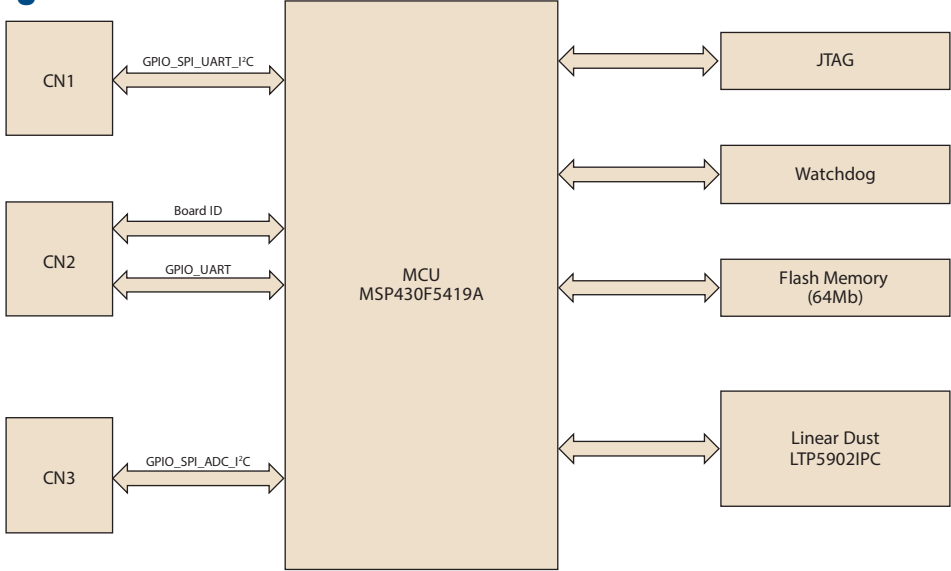 CN1
GPIO_SPI_UART_I²C
CN2
Board ID
GPIO_UART
CN3
GPIO_SPI_ADC_I²C
MCU
MSP430F5419A
JTAG
Watchdog
Flash Memory
(64Mb)
Linear Dust
LTP5902IPC